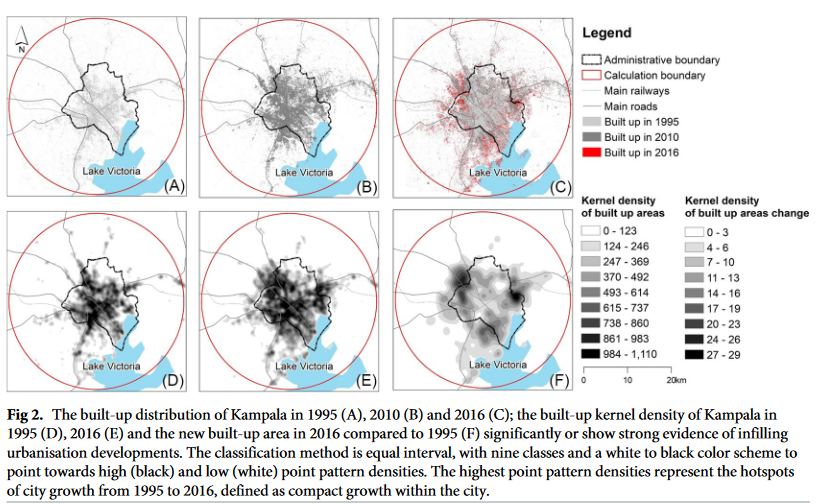 N
Lake Victoria
(A)
Lake Victoria
(B)
Lake Victoria
(C)
Legend
Administrative boundary
Calculation boundary
Main railways
Main roads
Built up in 1995
Built up in 2010
Built up in 2016
Lake Victoria
(D)
Lake Victoria
(E)
Lake Victoria
(F)
Kernel density
of built up areas
0 - 123
124 - 246
247 - 369
370 - 492
493 - 614
615 - 737
738 - 860
861 - 983
984 - 1,110
Kernel density
of built up areas change
0 - 3
4 - 6
7 - 10
11 - 13
14 - 16
17 - 19
20 - 23
24 - 26
27 - 29
0 10 20km
Fig 2. The built-up distribution of Kampala in 1995 (A), 2010 (B) and 2016 (C); the built-up kernel density of Kampala in
1995 (D), 2016 (E) and the new built-up area in 2016 compared to 1995 (F) significantly or show strong evidence of infilling
urbanisation developments. The classification method is equal interval, with nine classes and a white to black color scheme to
point towards high (black) and low (white) point pattern densities. The highest point pattern densities represent the hotspots
of city growth from 1995 to 2016, defined as compact growth within the city.